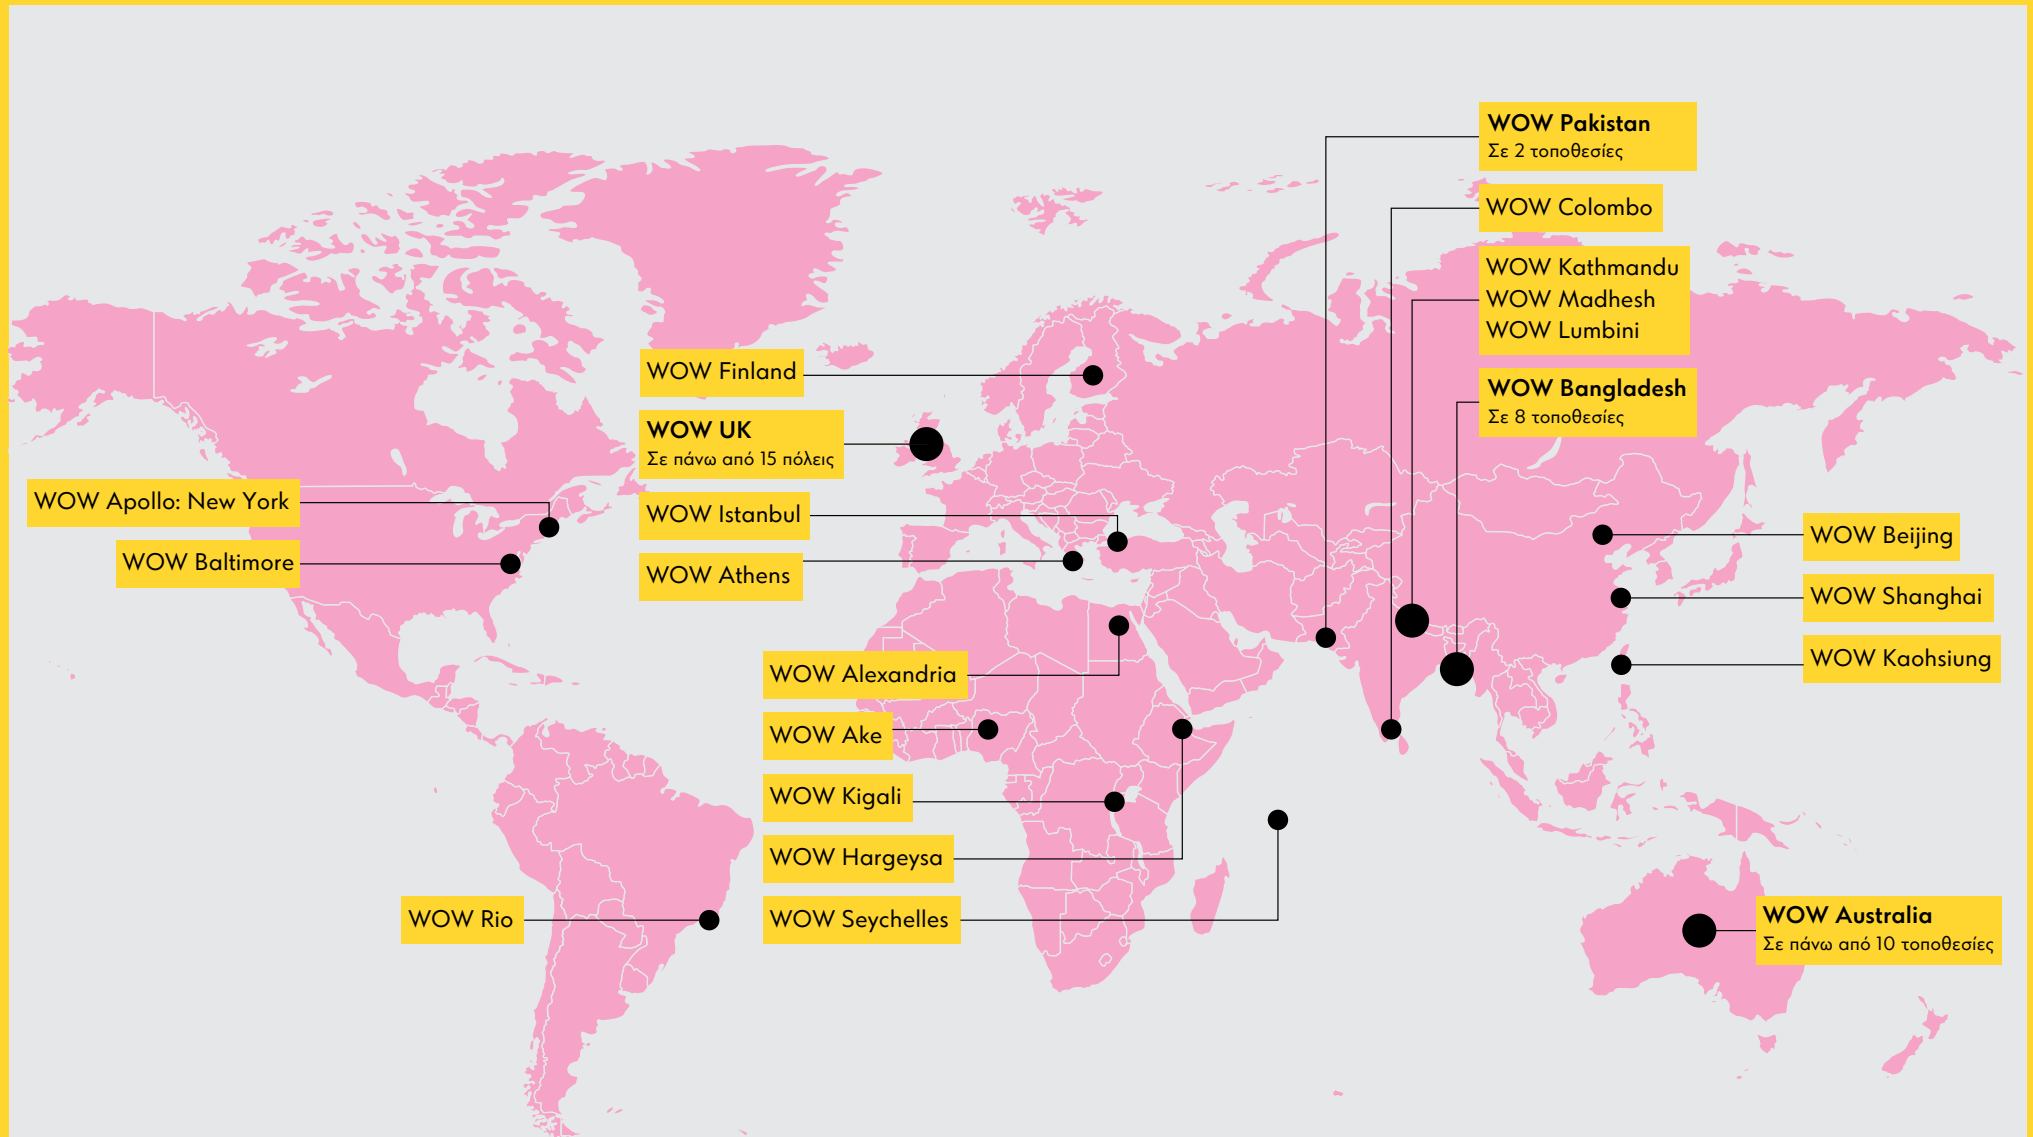 WOW Pakistan
Σε 2 τοποθεσίες
WOW Colombo
WOW Kathmandu
WOW Madhesh
WOW Lumbini
WOW Finland
WOW Bangladesh
Σε 8 τοποθεσίες
WOW UK
Σε πάνω από 15 πόλεις
WOW Apollo: New York
WOW Istanbul
WOW Beijing
WOW Baltimore
WOW Athens
WOW Shanghai
WOW Kaohsiung
WOW Alexandria
WOW Ake
WOW Kigali
WOW Hargeysa
WOW Rio
WOW Seychelles
WOW Australia
Σε πάνω από 10 τοποθεσίες